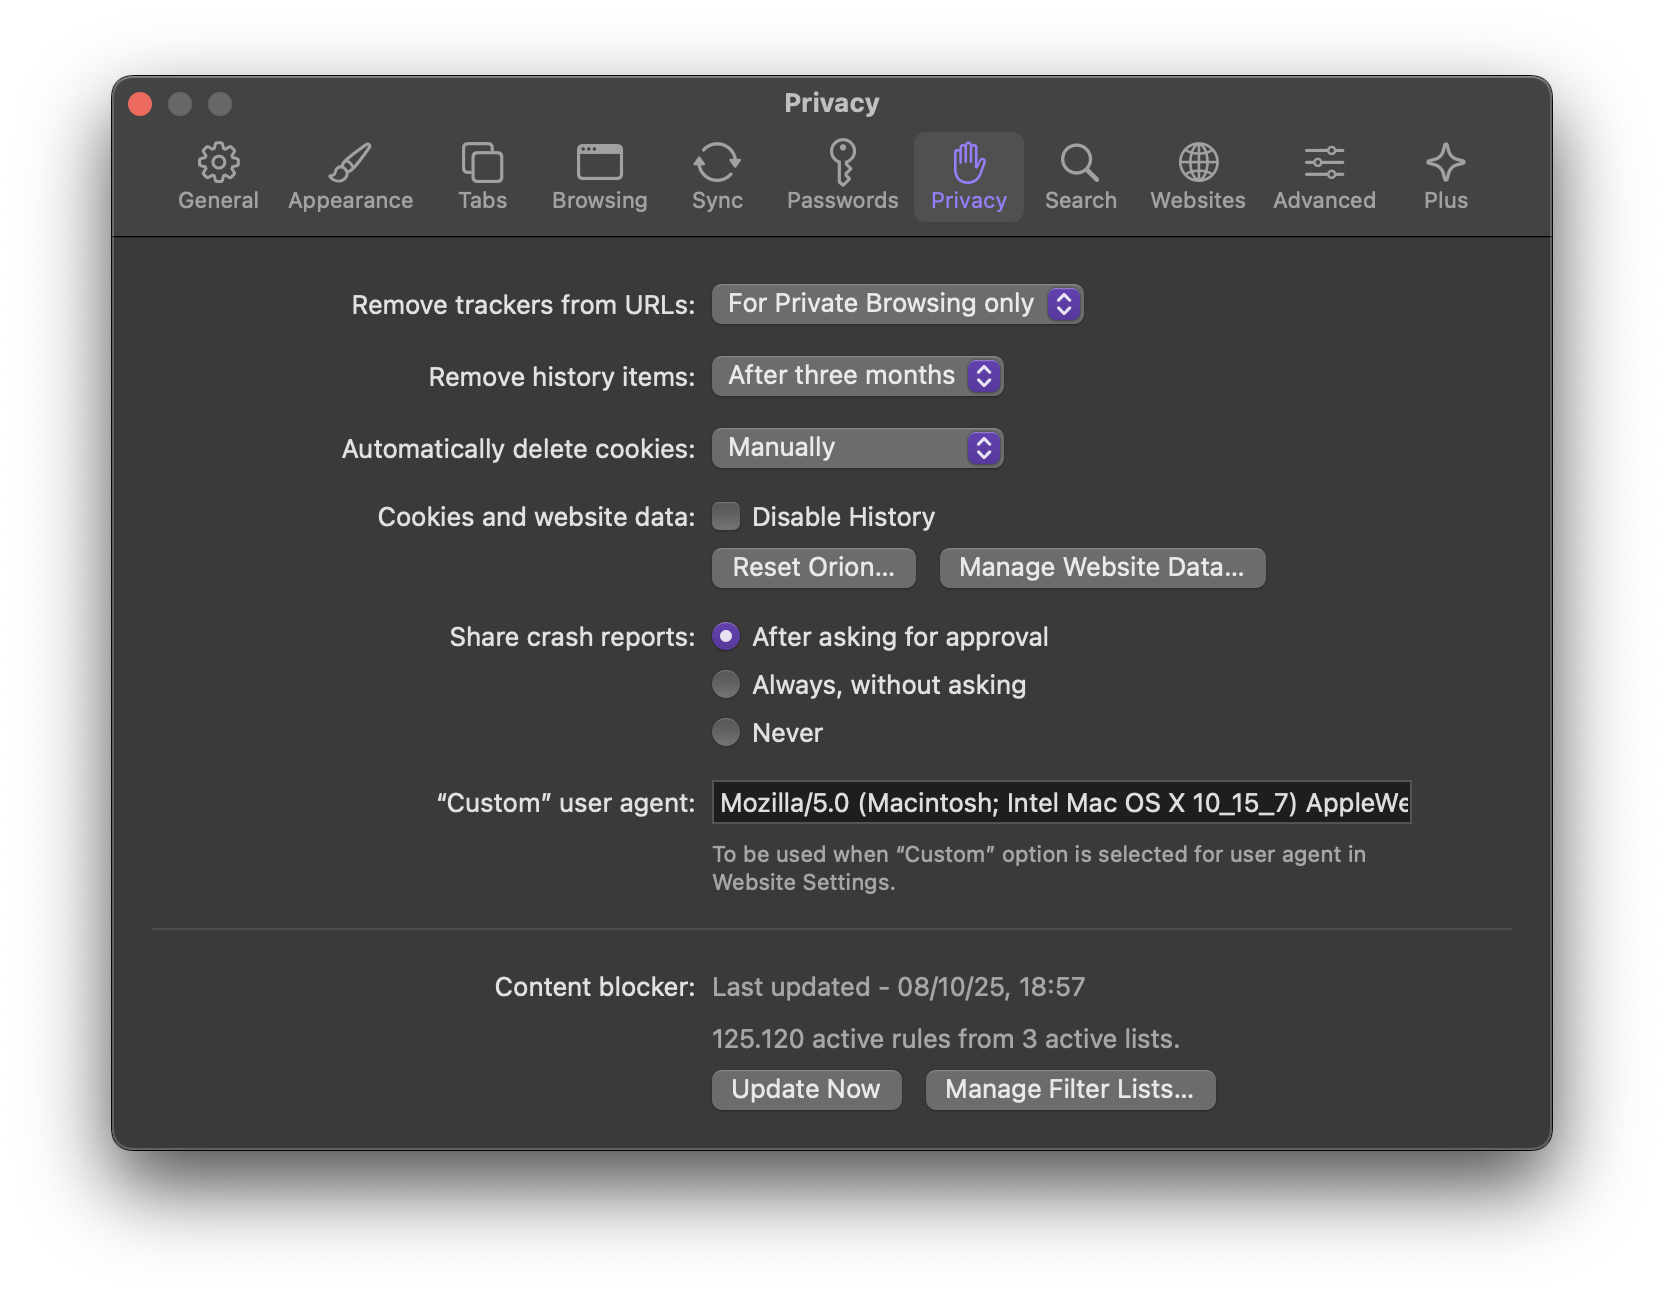 Privacy
General
Appearance
Tabs
Browsing
Sync
Passwords
Privacy
Search
Websites
Advanced
Plus
Remove trackers from URLs: For Private Browsing only
Remove history items: After three months
Automatically delete cookies: Manually
Cookies and website data: Disable History
Reset Orion... Manage Website Data...
Share crash reports: After asking for approval
Always, without asking
Never
“Custom” user agent: Mozilla/5.0 (Macintosh; Intel Mac OS X 10_15_7) AppleWe
To be used when “Custom” option is selected for user agent in
Website Settings.
Content blocker: Last updated - 08/10/25, 18:57
125.120 active rules from 3 active lists.
Update Now Manage Filter Lists...